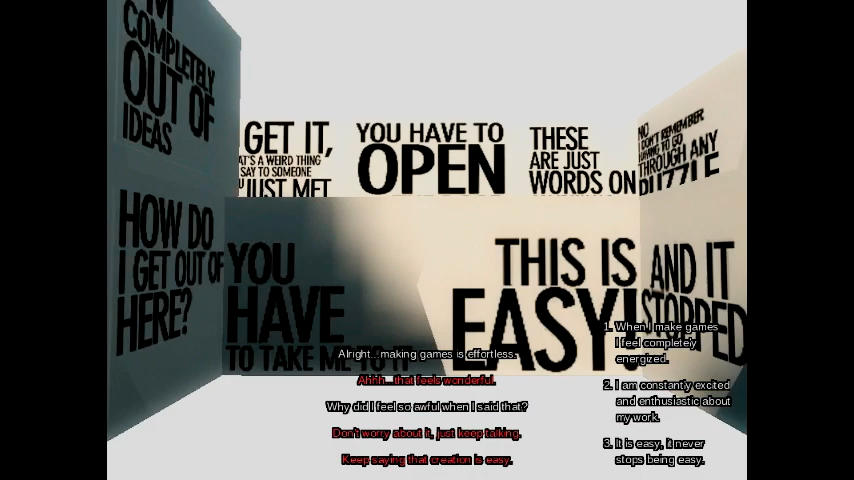 I'M
COMPLETELY
OUT OF
IDEAS
HOW DO
I GET OUT OF
HERE?
GET IT,
THAT'S A WEIRD THING
SAY TO SOMEONE
JUST MET
YOU HAVE TO
OPEN
THESE
ARE JUST
WORDS ON
NO
I DON'T REMEMBER
HAVING TO GO
THROUGH ANY
PUZZLE
YOU
HAVE
TO TAKE ME TO IT
THIS IS
EASY!
AND IT
STOPPED
Alright... making games is effortless.
Ahhh... that feels wonderful.
Why did I feel so awful when I said that?
Don't worry about it, just keep talking.
Keep saying that creation is easy.
1. When I make games
I feel completely
energized.
2. I am constantly excited
and enthusiastic about
my work.
3. It is easy, it never
stops being easy.